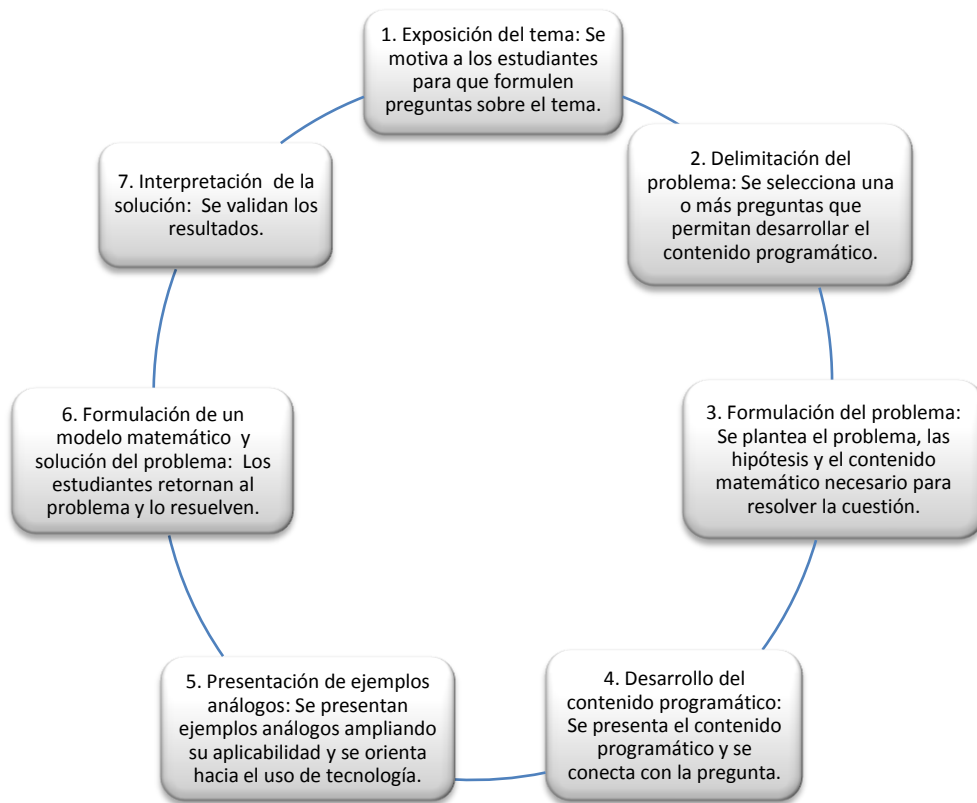 1. Exposición del tema: Se
motiva a los estudiantes
para que formulen
preguntas sobre el tema.
2. Delimitación del
problema: Se selecciona una
o más preguntas que
permitan desarrollar el
contenido programático.
3. Formulación del problema:
Se plantea el problema, las
hipótesis y el contenido
matemático necesario para
resolver la cuestión.
4. Desarrollo del
contenido programático:
Se presenta el contenido
programático y se
conecta con la pregunta.
5. Presentación de ejemplos
análogos: Se presentan
ejemplos análogos ampliando
su aplicabilidad y se orienta
hacia el uso de tecnología.
6. Formulación de un
modelo matemático y
solución del problema: Los
estudiantes retornan al
problema y lo resuelven.
7. Interpretación de la
solución: Se validan los
resultados.